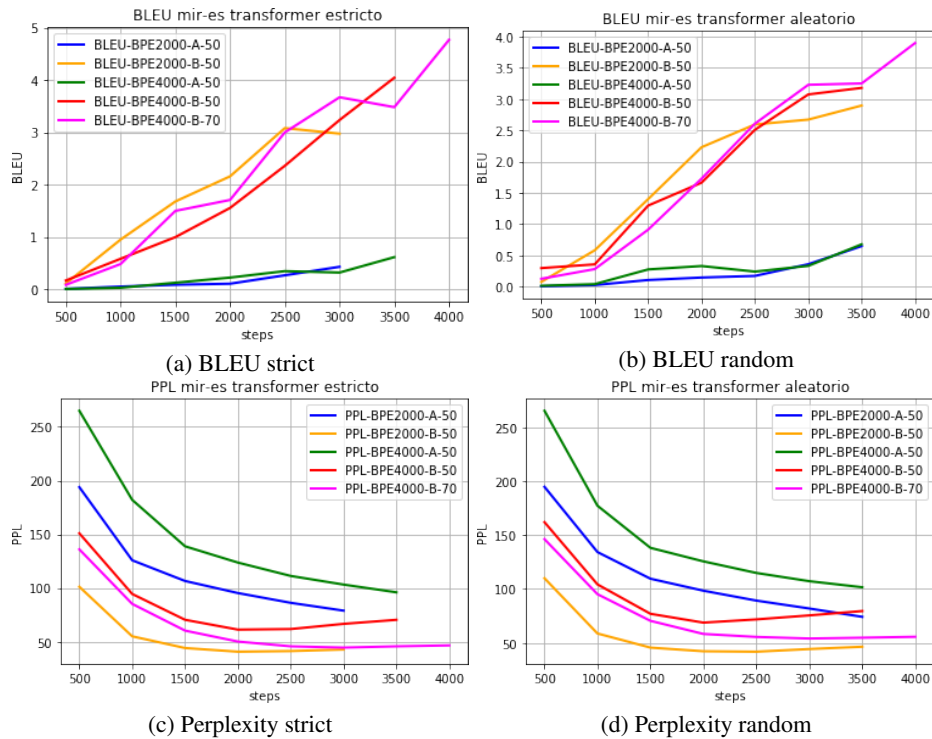 BLEU mir-es transformer estricto
5
4
3
2
1
0
BLEU
BLEU-BPE2000-A-50
BLEU-BPE2000-B-50
BLEU-BPE4000-A-50
BLEU-BPE4000-B-50
BLEU-BPE4000-B-70
500 1000 1500 2000 2500 3000 3500 4000
steps
(a) BLEU strict
BLEU mir-es transformer aleatorio
4.0
3.5
3.0
2.5
2.0
1.5
1.0
0.5
0.0
BLEU
BLEU-BPE2000-A-50
BLEU-BPE2000-B-50
BLEU-BPE4000-A-50
BLEU-BPE4000-B-50
BLEU-BPE4000-B-70
500 1000 1500 2000 2500 3000 3500 4000
steps
(b) BLEU random
PPL mir-es transformer estricto
250
200
150
100
50
PPL
PPL-BPE2000-A-50
PPL-BPE2000-B-50
PPL-BPE4000-A-50
PPL-BPE4000-B-50
PPL-BPE4000-B-70
500 1000 1500 2000 2500 3000 3500 4000
steps
(c) Perplexity strict
PPL mir-es transformer aleatorio
250
200
150
100
50
PPL
PPL-BPE2000-A-50
PPL-BPE2000-B-50
PPL-BPE4000-A-50
PPL-BPE4000-B-50
PPL-BPE4000-B-70
500 1000 1500 2000 2500 3000 3500 4000
steps
(d) Perplexity random